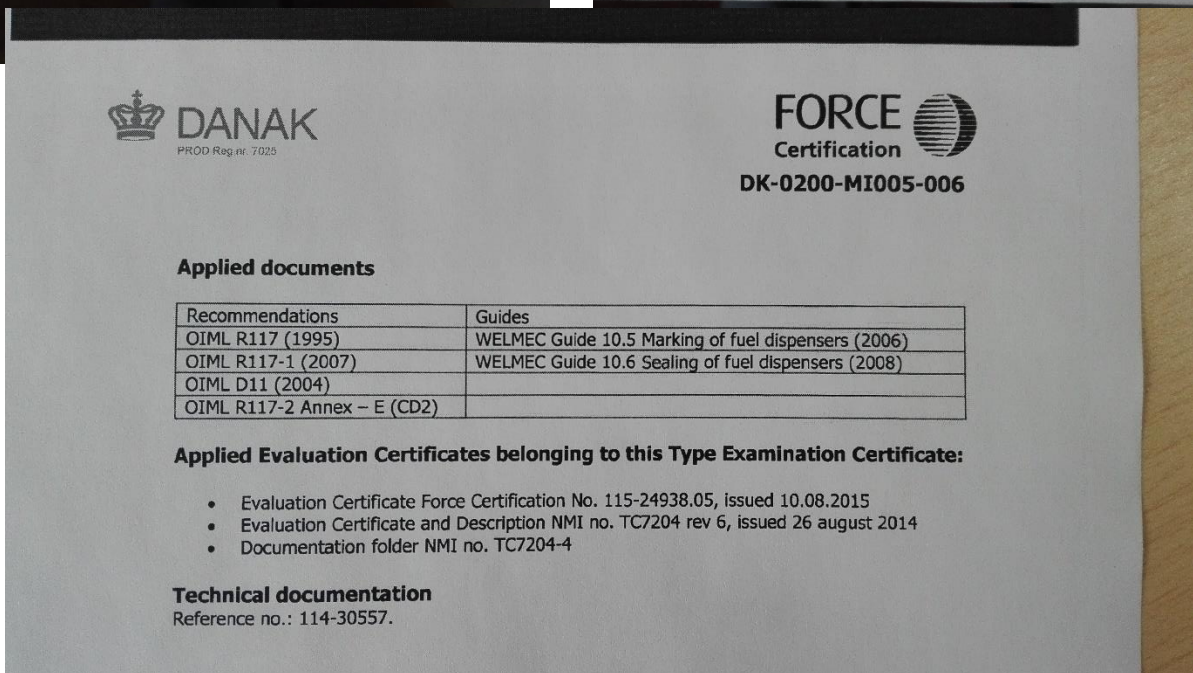 DANAK
PROD Reg.nr. 7025
FORCE
Certification
DK-0200-MI005-006
Applied documents
Recommendations Guides
OIML R117 (1995) WELMEC Guide 10.5 Marking of fuel dispensers (2006)
OIML R117-1 (2007) WELMEC Guide 10.6 Sealing of fuel dispensers (2008)
OIML D11 (2004)
OIML R117-2 Annex – E (CD2)
Applied Evaluation Certificates belonging to this Type Examination Certificate:
• Evaluation Certificate Force Certification No. 115-24938.05, issued 10.08.2015
• Evaluation Certificate and Description NMI no. TC7204 rev 6, issued 26 august 2014
• Documentation folder NMI no. TC7204-4
Technical documentation
Reference no.: 114-30557.